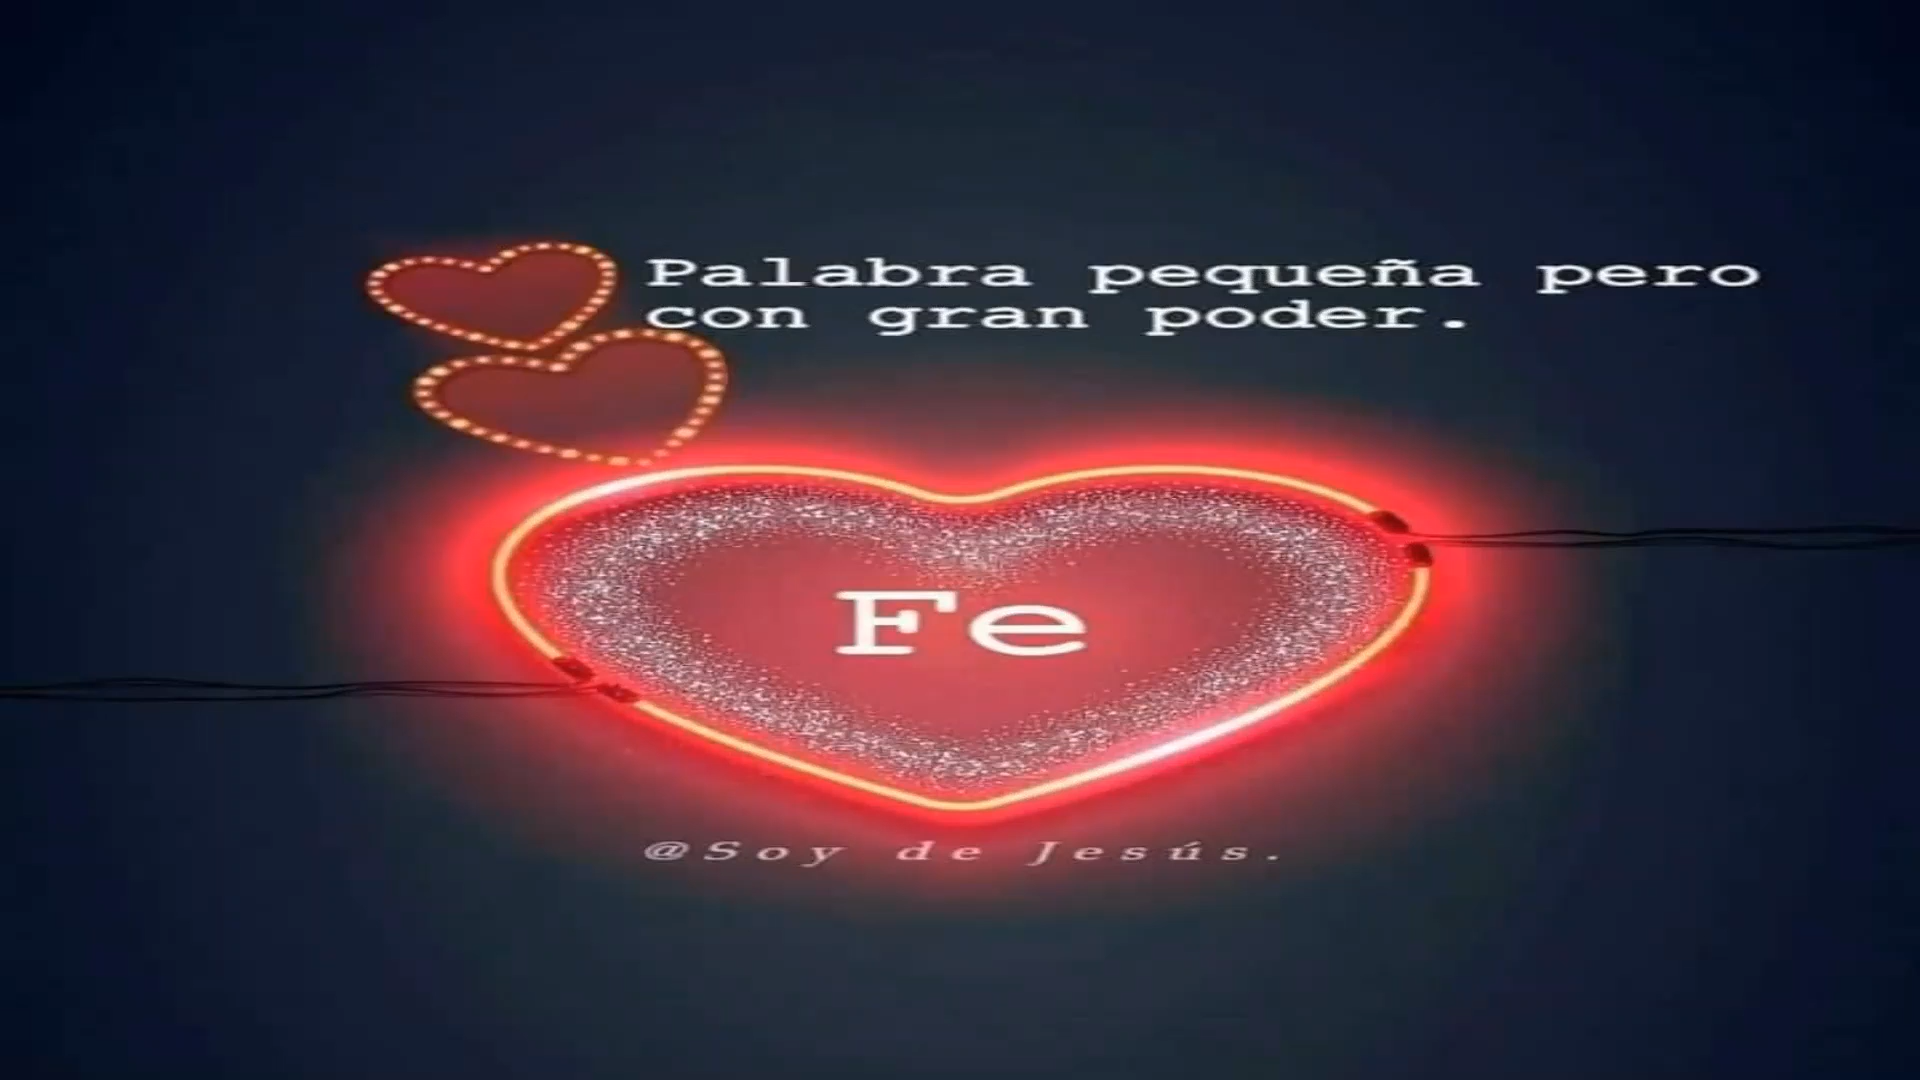 Palabra pequeña pero
con gran poder.
Fe
@Soy de Jesús.